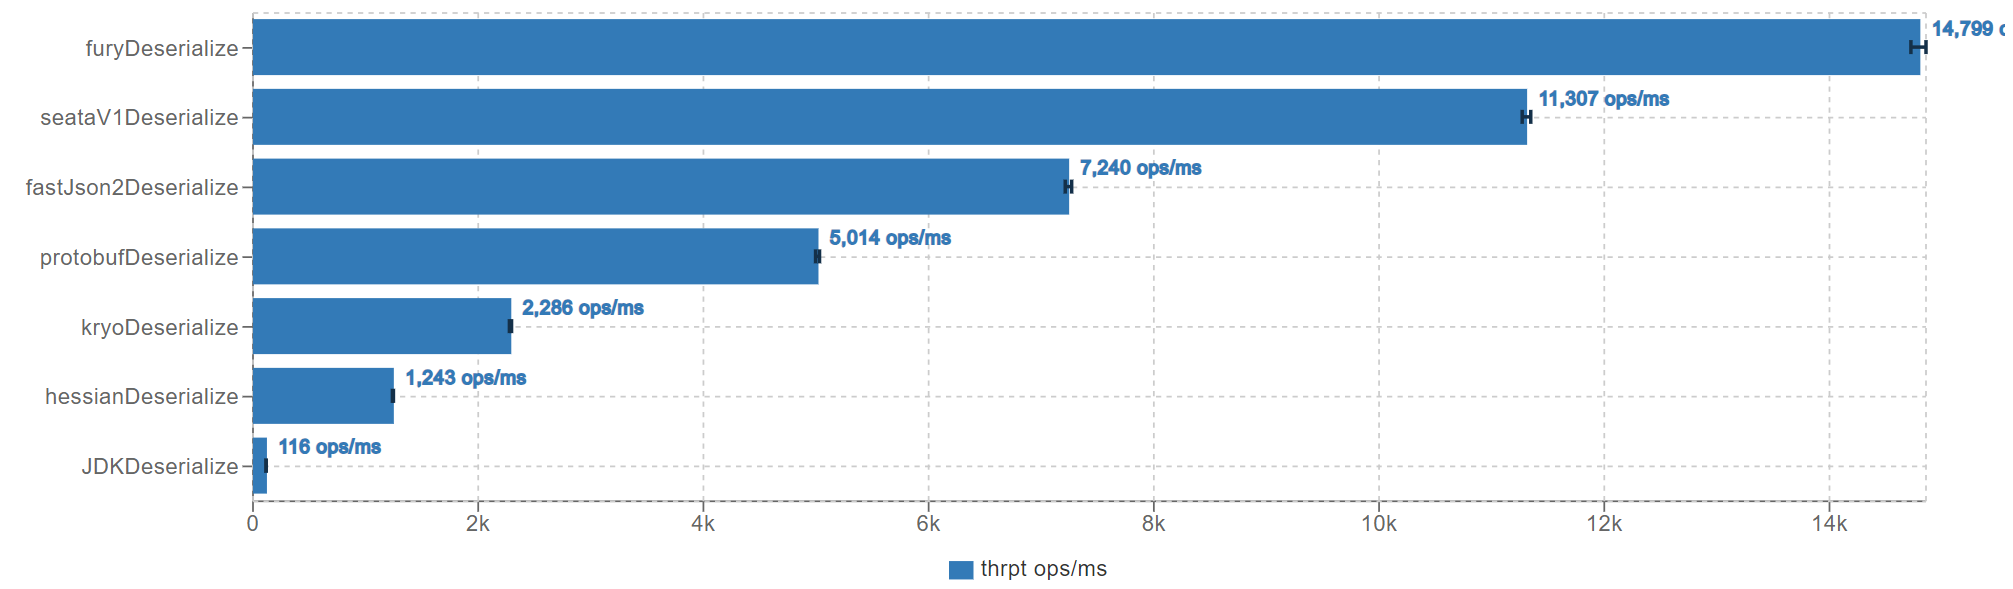 furyDeserialize
14,799
seataV1Deserialize
11,307 ops/ms
fastJson2Deserialize
7,240 ops/ms
protobufDeserialize
5,014 ops/ms
kryoDeserialize
2,286 ops/ms
hessianDeserialize
1,243 ops/ms
JDKDeserialize
116 ops/ms
0 2k 4k 6k 8k 10k 12k 14k
thrpt ops/ms